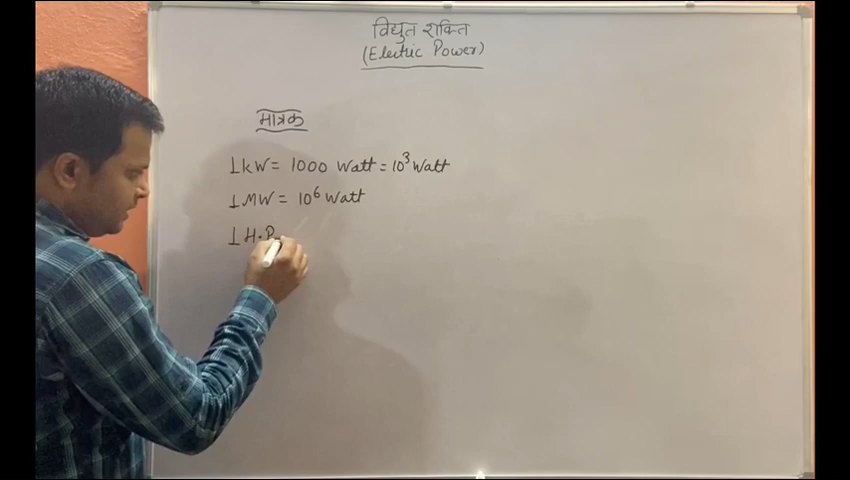 विद्युत शक्ति
(Electric Power)
मात्रक
1 kW = 1000 Watt = 10³ Watt
1 MW = 10⁶ Watt
1 H.P